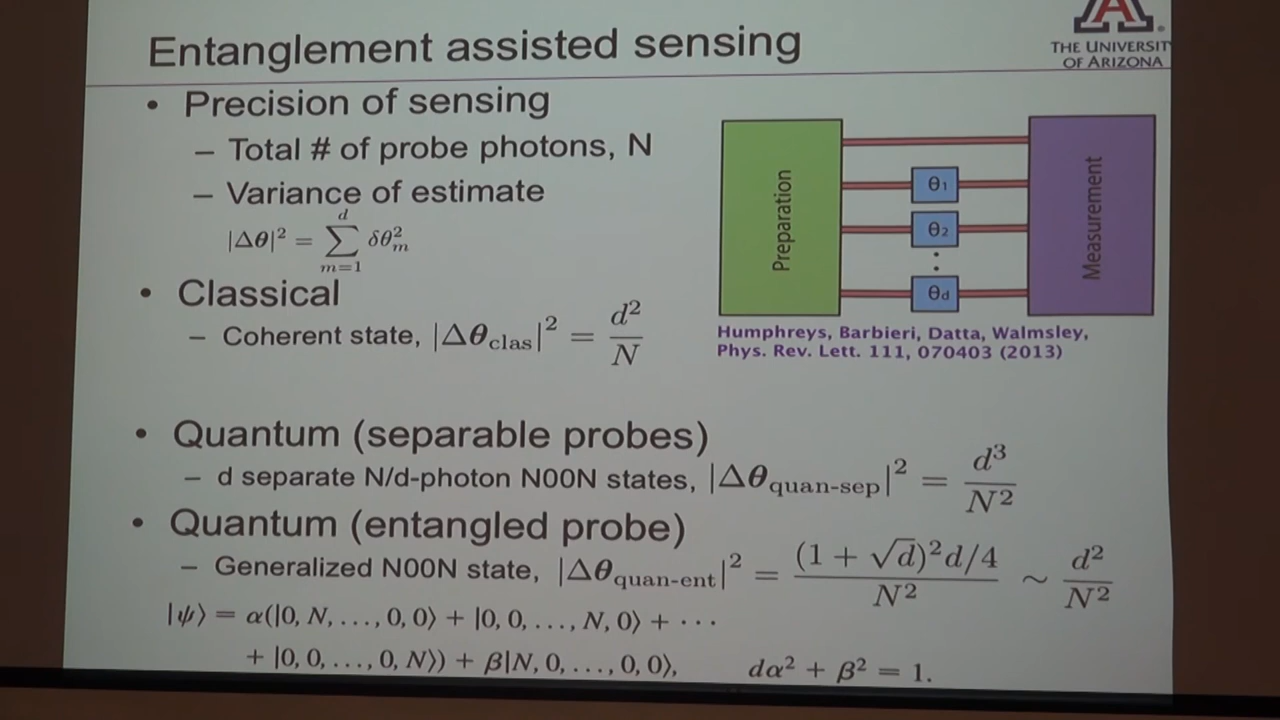 Entanglement assisted sensing
THE UNIVERSIT
OF ARIZONA
• Precision of sensing
– Total # of probe photons, N
– Variance of estimate
|Δθ|² = ∑_{m=1}^{d} δθ_m²
• Classical
– Coherent state, |Δθ_clas|² = d²/N
Preparation
θ₁
θ₂
⋮
θ_d
Measurement
Humphreys, Barbieri, Datta, Walmsley,
Phys. Rev. Lett. 111, 070403 (2013)
• Quantum (separable probes)
– d separate N/d-photon N00N states, |Δθ_quan-sep|² = d³/N²
• Quantum (entangled probe)
– Generalized N00N state, |Δθ_quan-ent|² = (1 + √d)²d/4 / N² ~ d²/N²
|ψ⟩ = α(|0, N, …, 0, 0⟩ + |0, 0, …, N, 0⟩ + ⋯
+ |0, 0, …, 0, N⟩) + β|N, 0, …, 0, 0⟩, dα² + β² = 1.